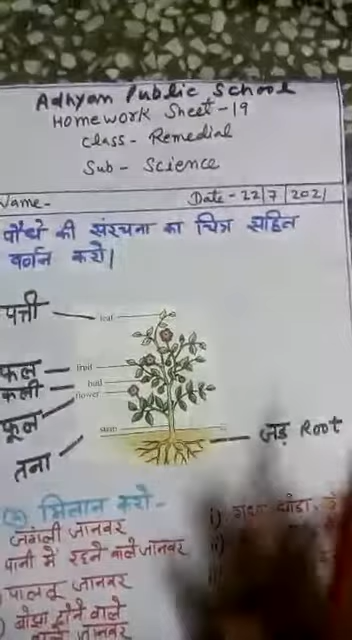 Adhyan Public School
Homework Sheet-19
Class- Remedial
Sub- Science
Name- Date-22/7/2021
पौधे की संरचना का चित्र सहित
वर्णन करो।
पत्ती leaf
फल fruit
कली bud
फूल flower
तना stem
जड़ Root
मिलान करो-
जंगली जानवर i)
पानी में रहने वाले जानवर ii)
पालतू जानवर
बोझा ढोने वाले
जानवर